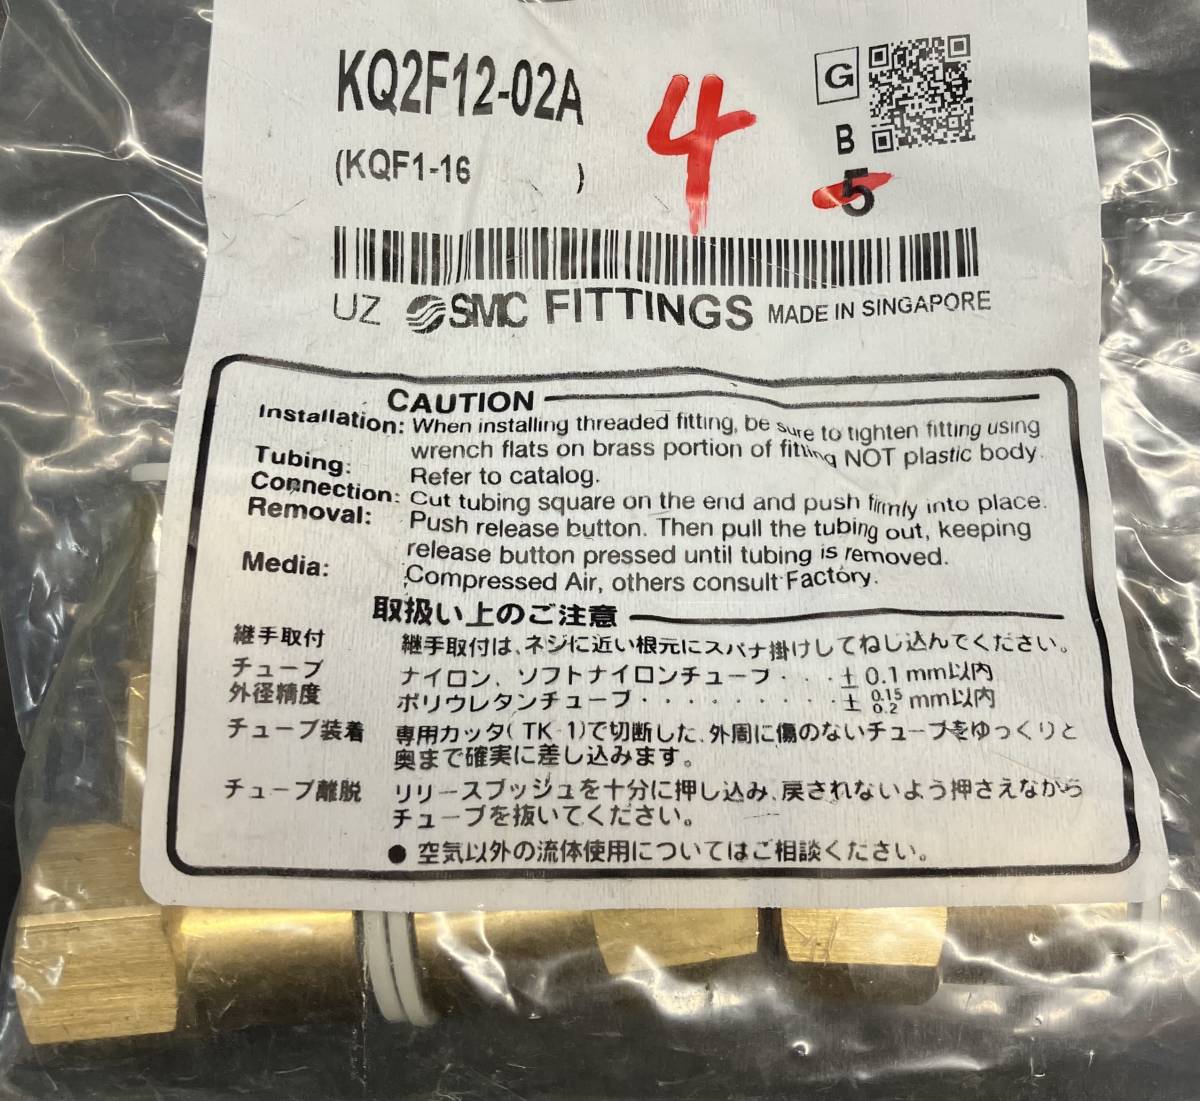 KQ2F12-02A
4
G
(KQF1-16 )
B
5
UZ SMC FITTINGS MADE IN SINGAPORE
CAUTION
Installation: When installing threaded fitting, be sure to tighten fitting using
wrench flats on brass portion of fitting NOT plastic body.
Tubing: Refer to catalog.
Connection: Cut tubing square on the end and push firmly into place.
Removal: Push release button. Then pull the tubing out, keeping
release button pressed until tubing is removed.
Media: Compressed Air, others consult Factory.
取扱い上のご注意
継手取付 継手取付は、ネジに近い根元にスパナ掛けしてねじ込んでください。
チューブ ナイロン、ソフトナイロンチューブ・・・± 0.1 mm以内
外径精度 ポリウレタンチューブ・・・・・・・・・± 0.15 0.2 mm以内
チューブ装着 専用カッタ(TK-1)で切断した、外周に傷のないチューブをゆっくりと
奥まで確実に差し込みます。
チューブ離脱 リリースブッシュを十分に押し込み、戻されないよう押さえながら
チューブを抜いてください。
● 空気以外の流体使用についてはご相談ください。